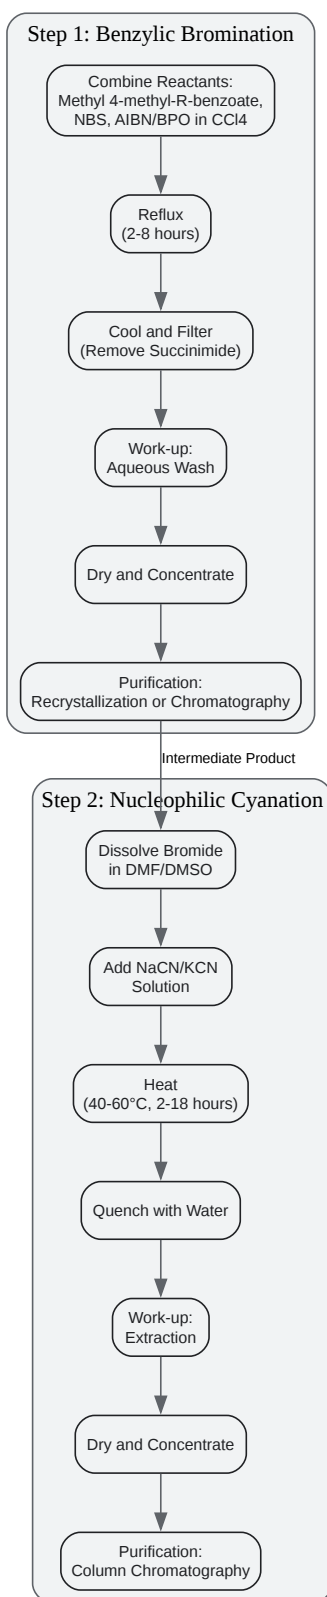 Step 1: Benzylic Bromination
Combine Reactants:
Methyl 4-methyl-R-benzoate,
NBS, AIBN/BPO in CCl4
Reflux
(2-8 hours)
Cool and Filter
(Remove Succinimide)
Work-up:
Aqueous Wash
Dry and Concentrate
Purification:
Recrystallization or Chromatography
Intermediate Product
Step 2: Nucleophilic Cyanation
Dissolve Bromide
in DMF/DMSO
Add NaCN/KCN
Solution
Heat
(40-60°C, 2-18 hours)
Quench with Water
Work-up:
Extraction
Dry and Concentrate
Purification:
Column Chromatography